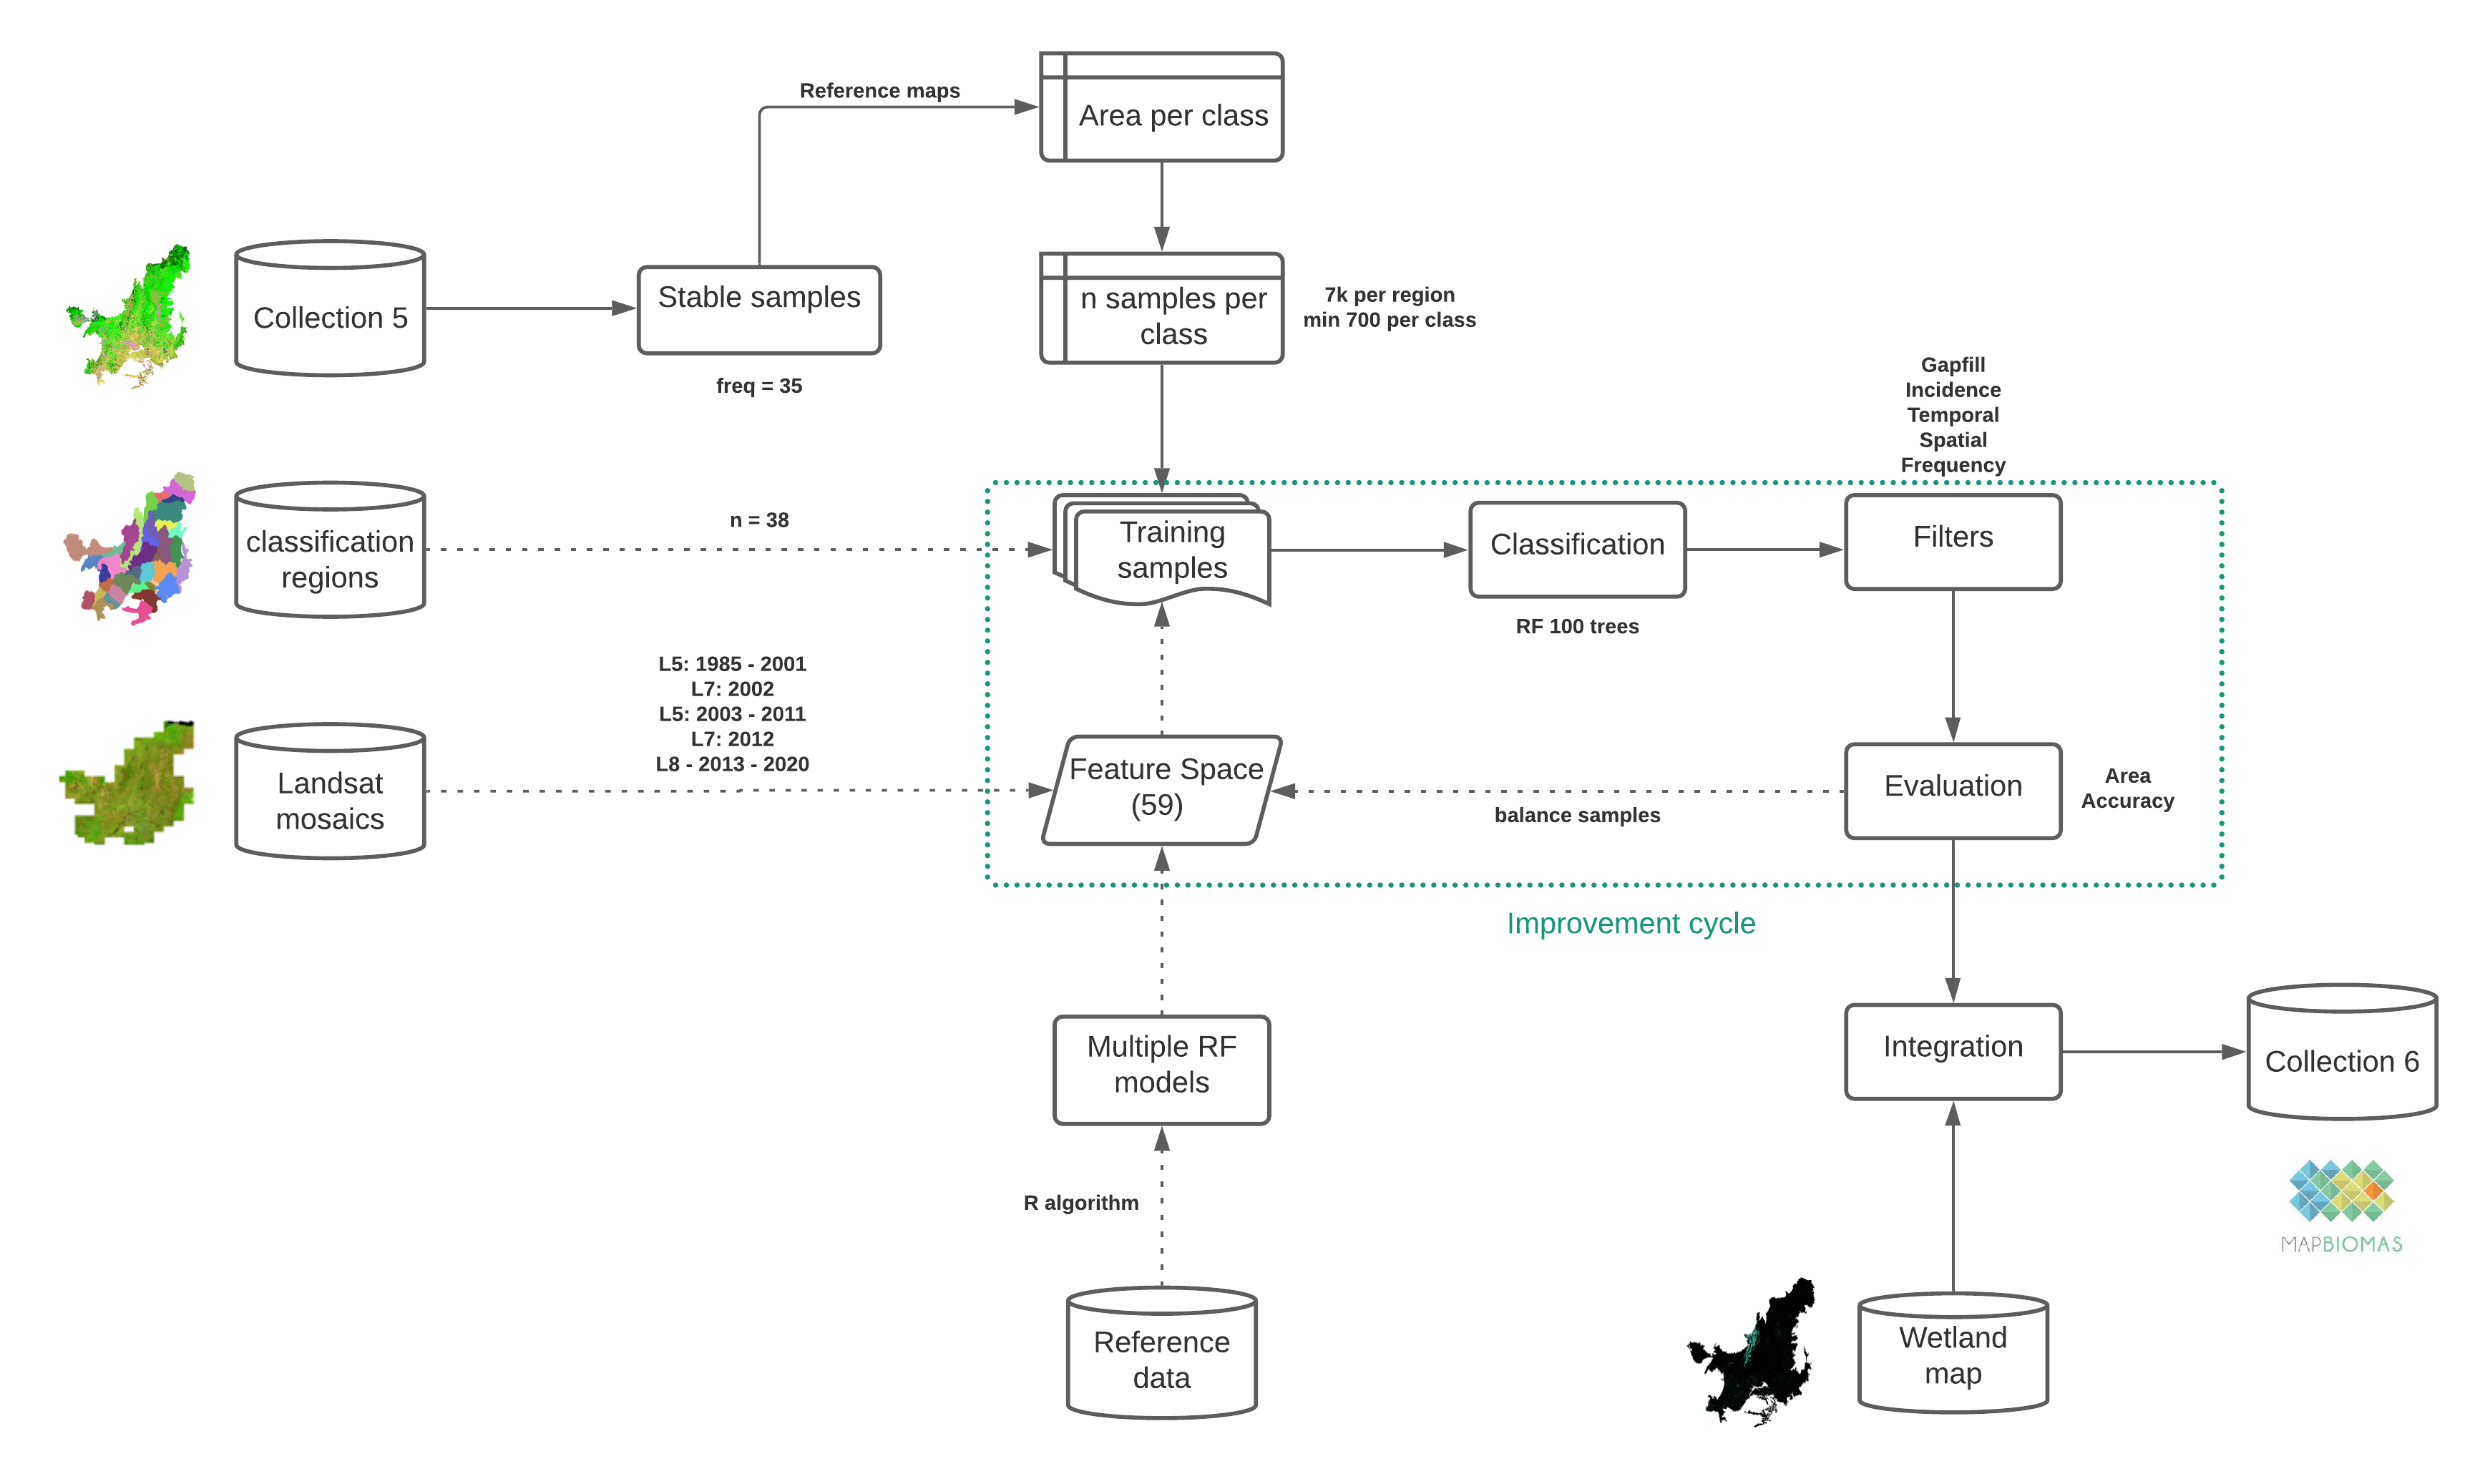 Reference maps
Area per class
Collection 5
Stable samples
freq = 35
n samples per
class
7k per region
min 700 per class
Gapfill
Incidence
Temporal
Spatial
Frequency
classification
regions
n = 38
Training
samples
Classification
RF 100 trees
Filters
L5: 1985 - 2001
L7: 2002
L5: 2003 - 2011
L7: 2012
L8 - 2013 - 2020
Landsat
mosaics
Feature Space
(59)
balance samples
Evaluation
Area
Accuracy
Improvement cycle
Multiple RF
models
Integration
Collection 6
R algorithm
MAPBIOMAS
Reference
data
Wetland
map